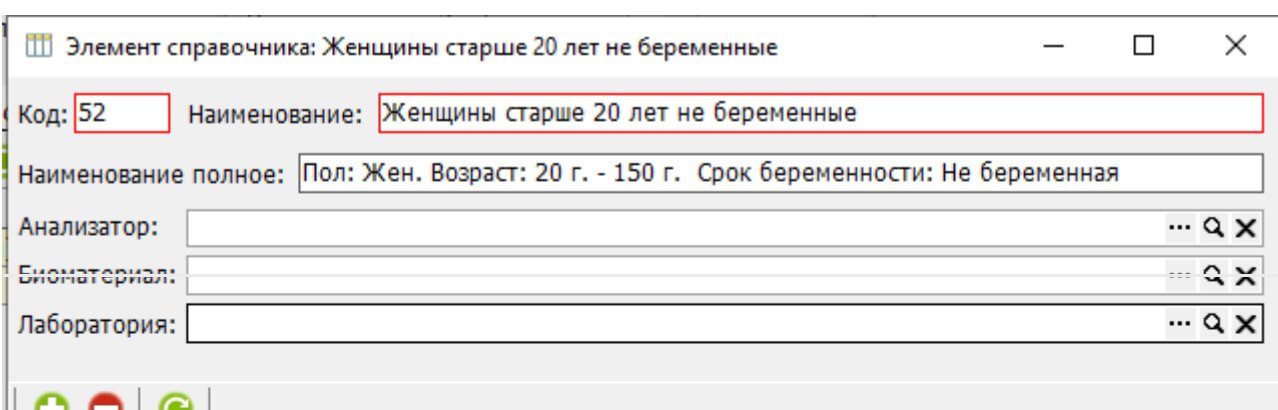 Элемент справочника: Женщины старше 20 лет не беременные
Код: 52 Наименование: Женщины старше 20 лет не беременные
Наименование полное: Пол: Жен. Возраст: 20 г. - 150 г. Срок беременности: Не беременная
Анализатор:
Биоматериал:
Лаборатория: